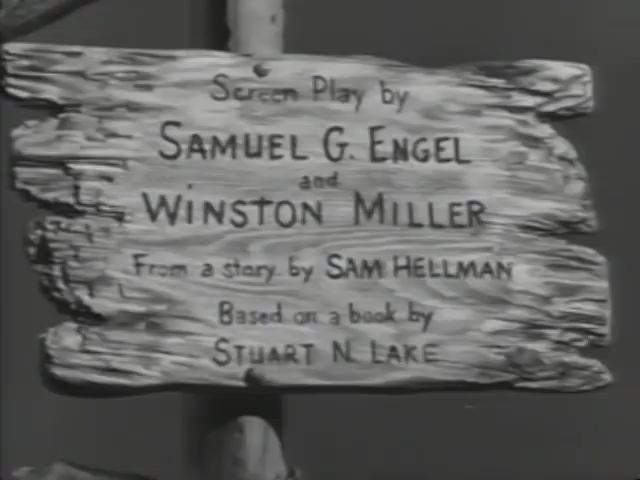 Screen Play by
SAMUEL G. ENGEL
and
WINSTON MILLER
From a story by SAM HELLMAN
Based on a book by
STUART N. LAKE